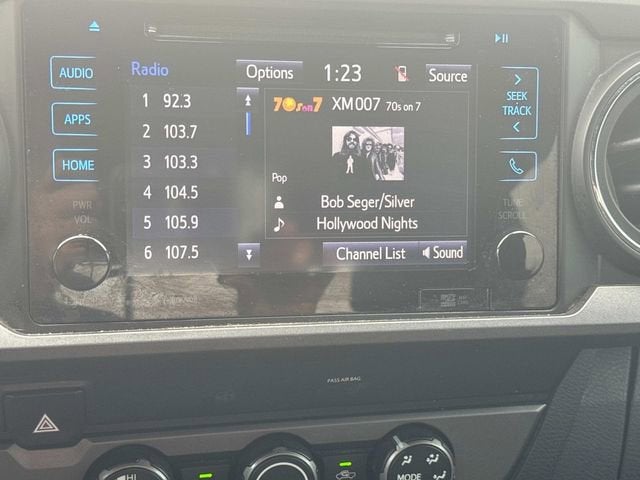 AUDIO
APPS
HOME
PWR
VOL
Radio
Options
1:23
Source
1 92.3
2 103.7
3 103.3
4 104.5
5 105.9
6 107.5
70s on 7
XM007 70s on 7
Pop
Bob Seger/Silver
Hollywood Nights
Channel List
Sound
SEEK
TRACK
TUNE
SCROLL
PASS AIR BAG
HI
MODE